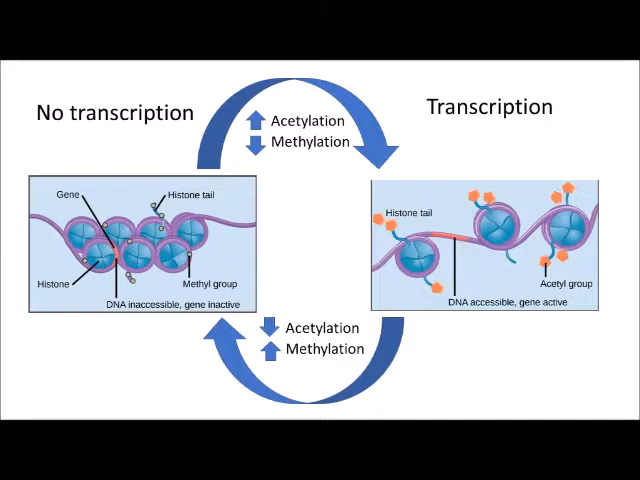 No transcription
Transcription
Acetylation
Methylation
Gene
Histone tail
Histone
Methyl group
DNA inaccessible, gene inactive
Histone tail
Acetyl group
DNA accessible, gene active
Acetylation
Methylation